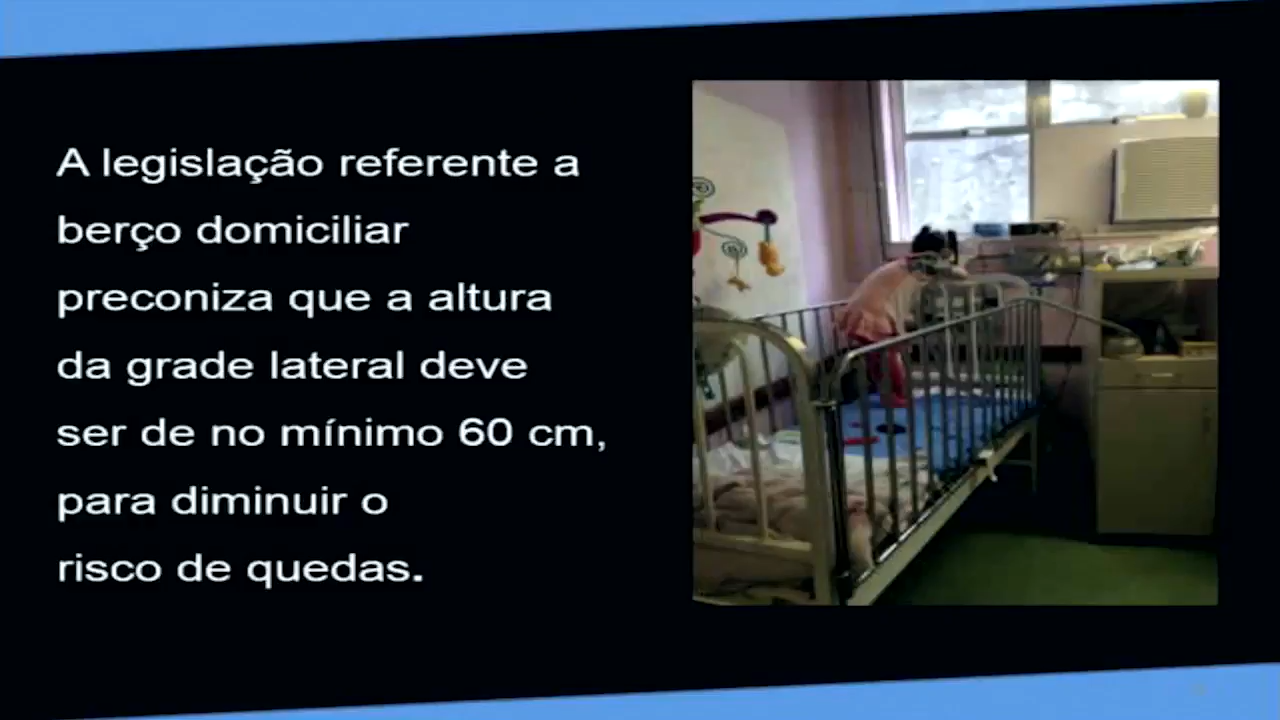 A legislação referente a
berço domiciliar
preconiza que a altura
da grade lateral deve
ser de no mínimo 60 cm,
para diminuir o
risco de quedas.